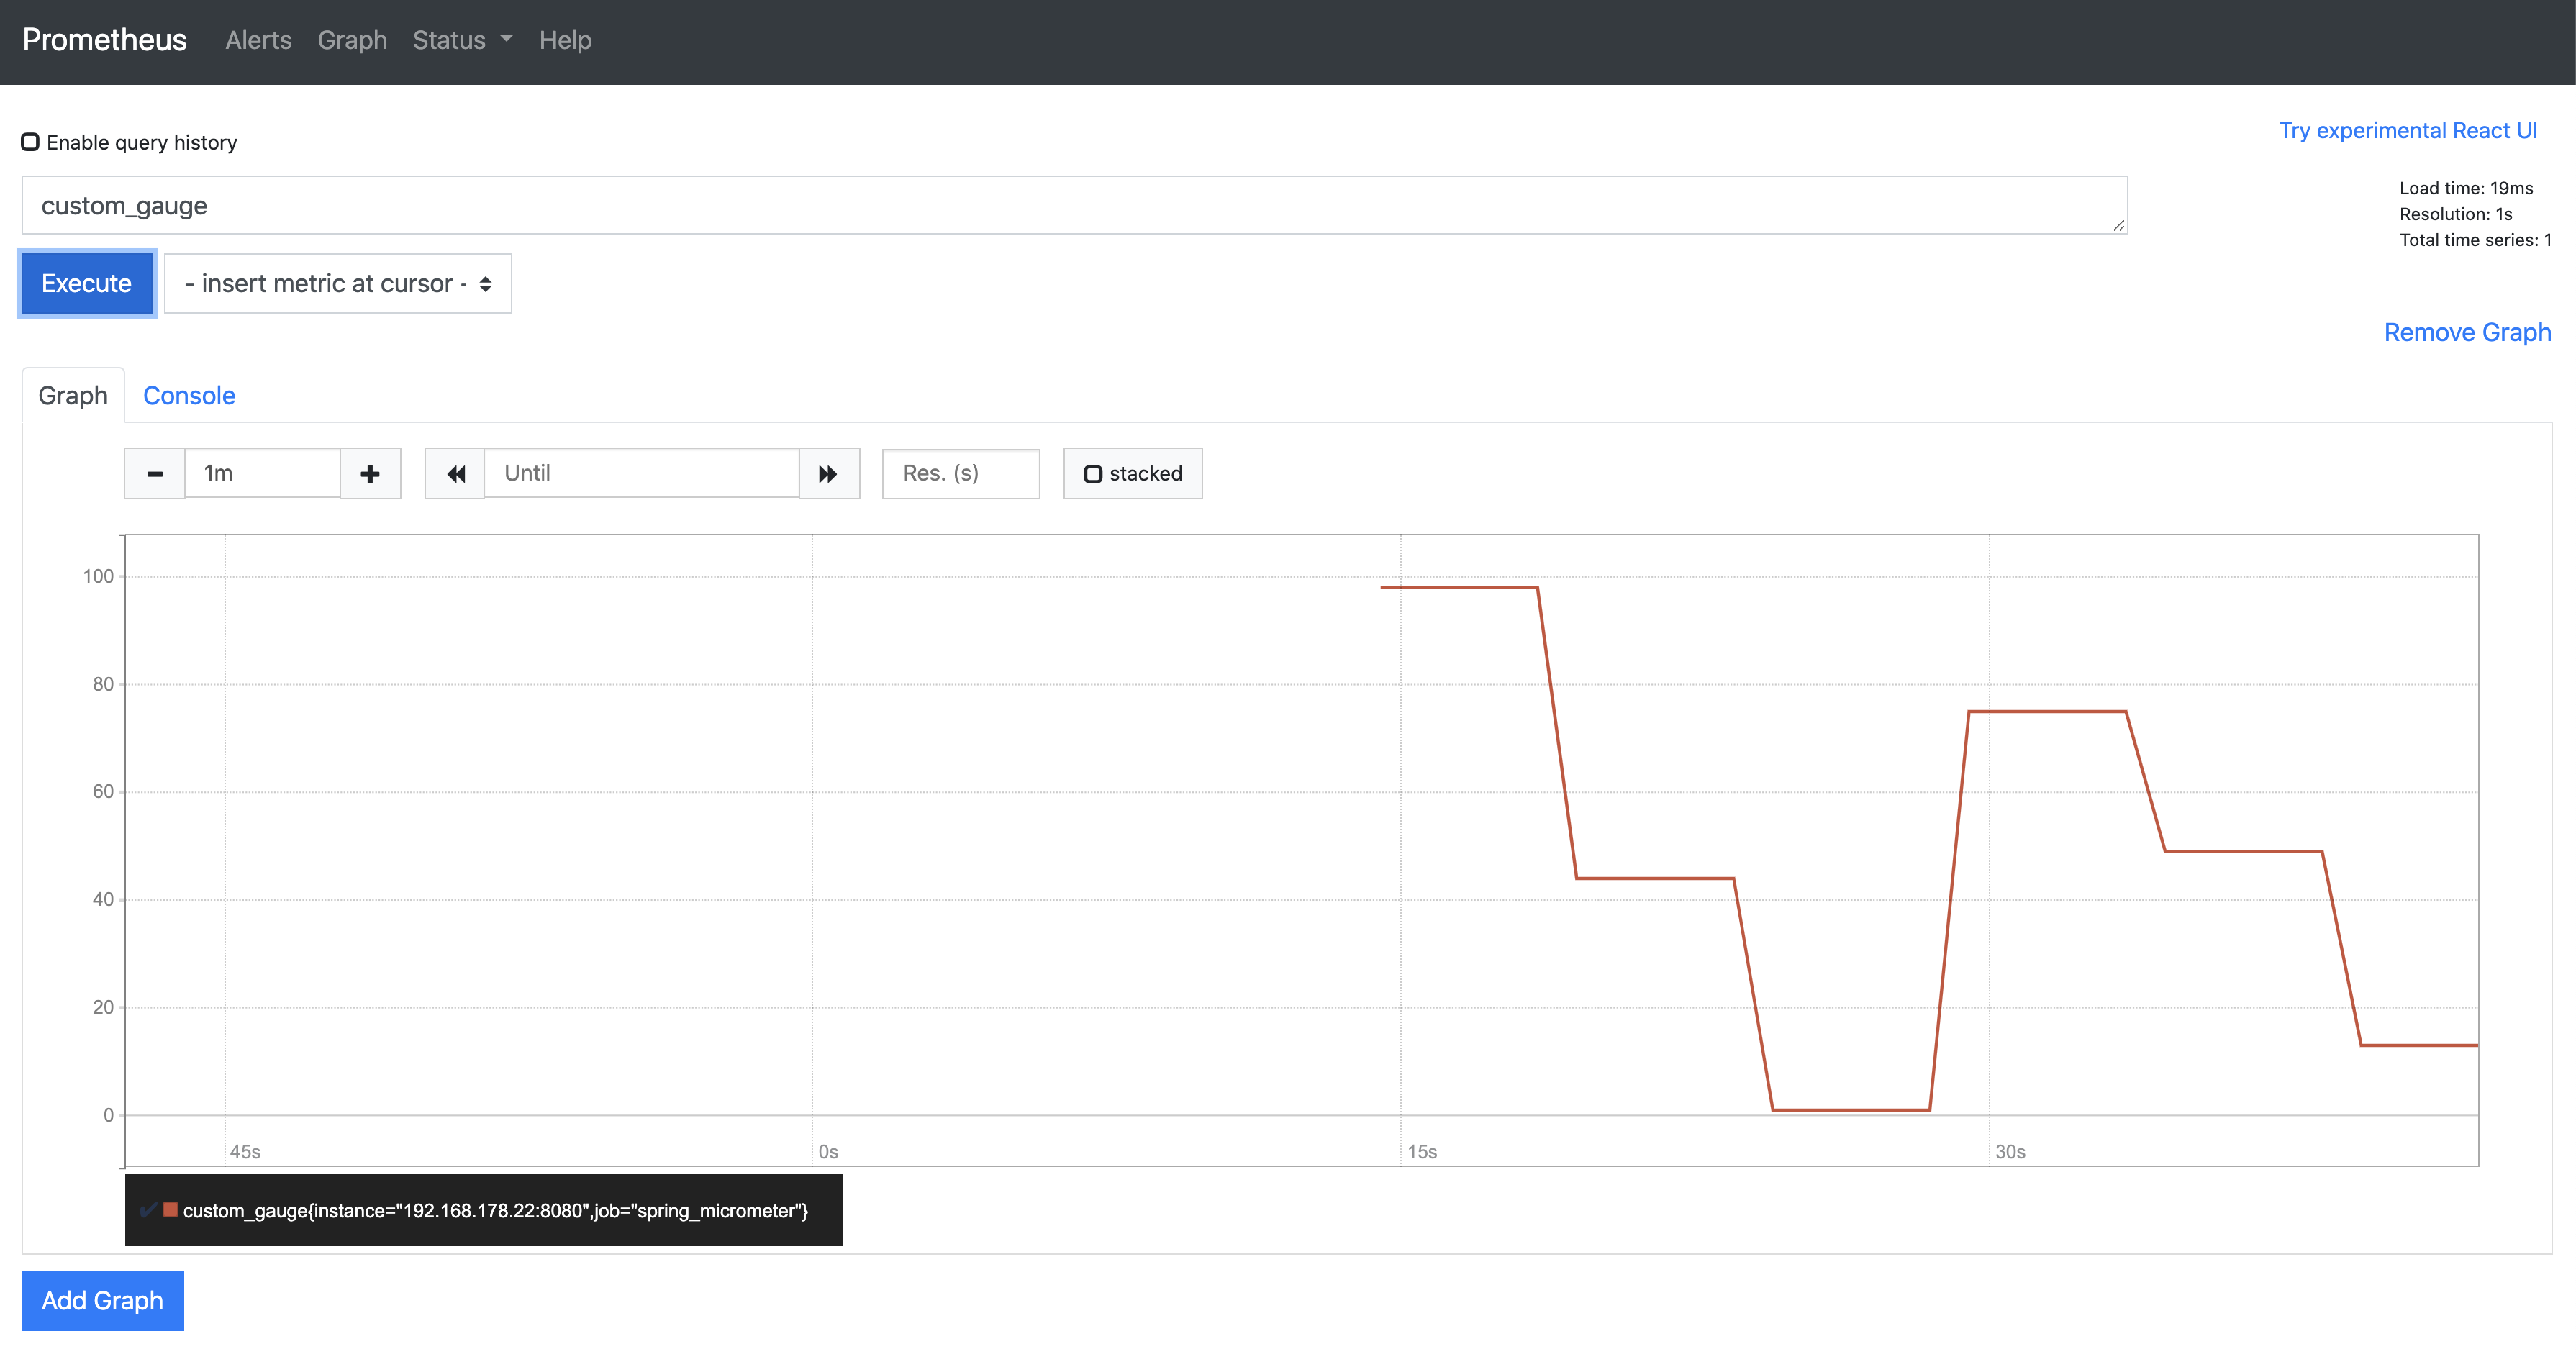 Prometheus Alerts Graph Status Help
Enable query history
Try experimental React UI
custom_gauge
Load time: 19ms
Resolution: 1s
Total time series: 1
Execute
- insert metric at cursor -
Remove Graph
Graph Console
1m
Until
Res. (s)
stacked
100
80
60
40
20
0
45s 0s 15s 30s
custom_gauge{instance="192.168.178.22:8080",job="spring_micrometer"}
Add Graph